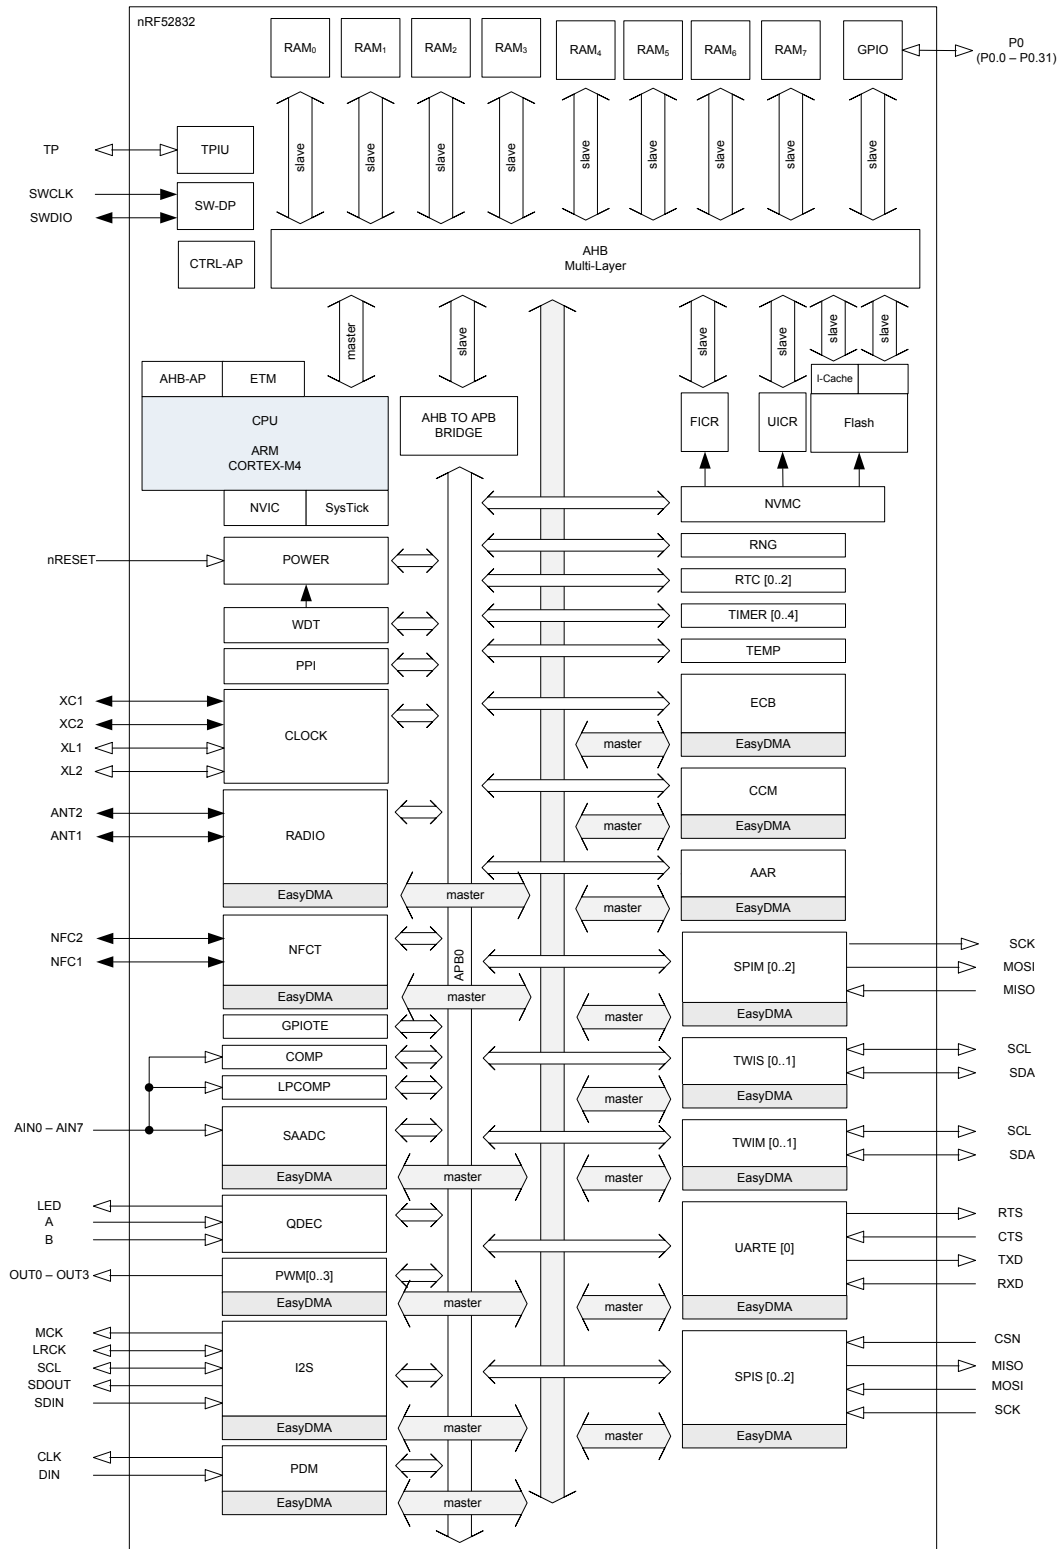 nRF52832
RAM0
RAM1
RAM2
RAM3
RAM4
RAM5
RAM6
RAM7
GPIO
P0
(P0.0 – P0.31)
slave
slave
slave
slave
slave
slave
slave
slave
slave
TP
TPIU
SWCLK
SWDIO
SW-DP
CTRL-AP
AHB
Multi-Layer
master
slave
slave
slave
slave
slave
AHB-AP
ETM
CPU
ARM
CORTEX-M4
NVIC
SysTick
AHB TO APB
BRIDGE
FICR
UICR
I-Cache
Flash
NVMC
nRESET
POWER
RNG
RTC [0..2]
WDT
TIMER [0..4]
PPI
TEMP
XC1
XC2
XL1
XL2
CLOCK
ECB
master
EasyDMA
ANT2
ANT1
RADIO
EasyDMA
master
CCM
master
EasyDMA
AAR
master
EasyDMA
NFC2
NFC1
NFCT
EasyDMA
master
APB0
SPIM [0..2]
master
EasyDMA
SCK
MOSI
MISO
GPIOTE
COMP
LPCOMP
AIN0 – AIN7
SAADC
EasyDMA
master
TWIS [0..1]
master
EasyDMA
SCL
SDA
TWIM [0..1]
master
EasyDMA
SCL
SDA
LED
A
B
QDEC
OUT0 – OUT3
PWM[0..3]
EasyDMA
master
UARTE [0]
master
EasyDMA
RTS
CTS
TXD
RXD
MCK
LRCK
SCL
SDOUT
SDIN
I2S
EasyDMA
master
SPIS [0..2]
master
EasyDMA
CSN
MISO
MOSI
SCK
CLK
DIN
PDM
EasyDMA
master